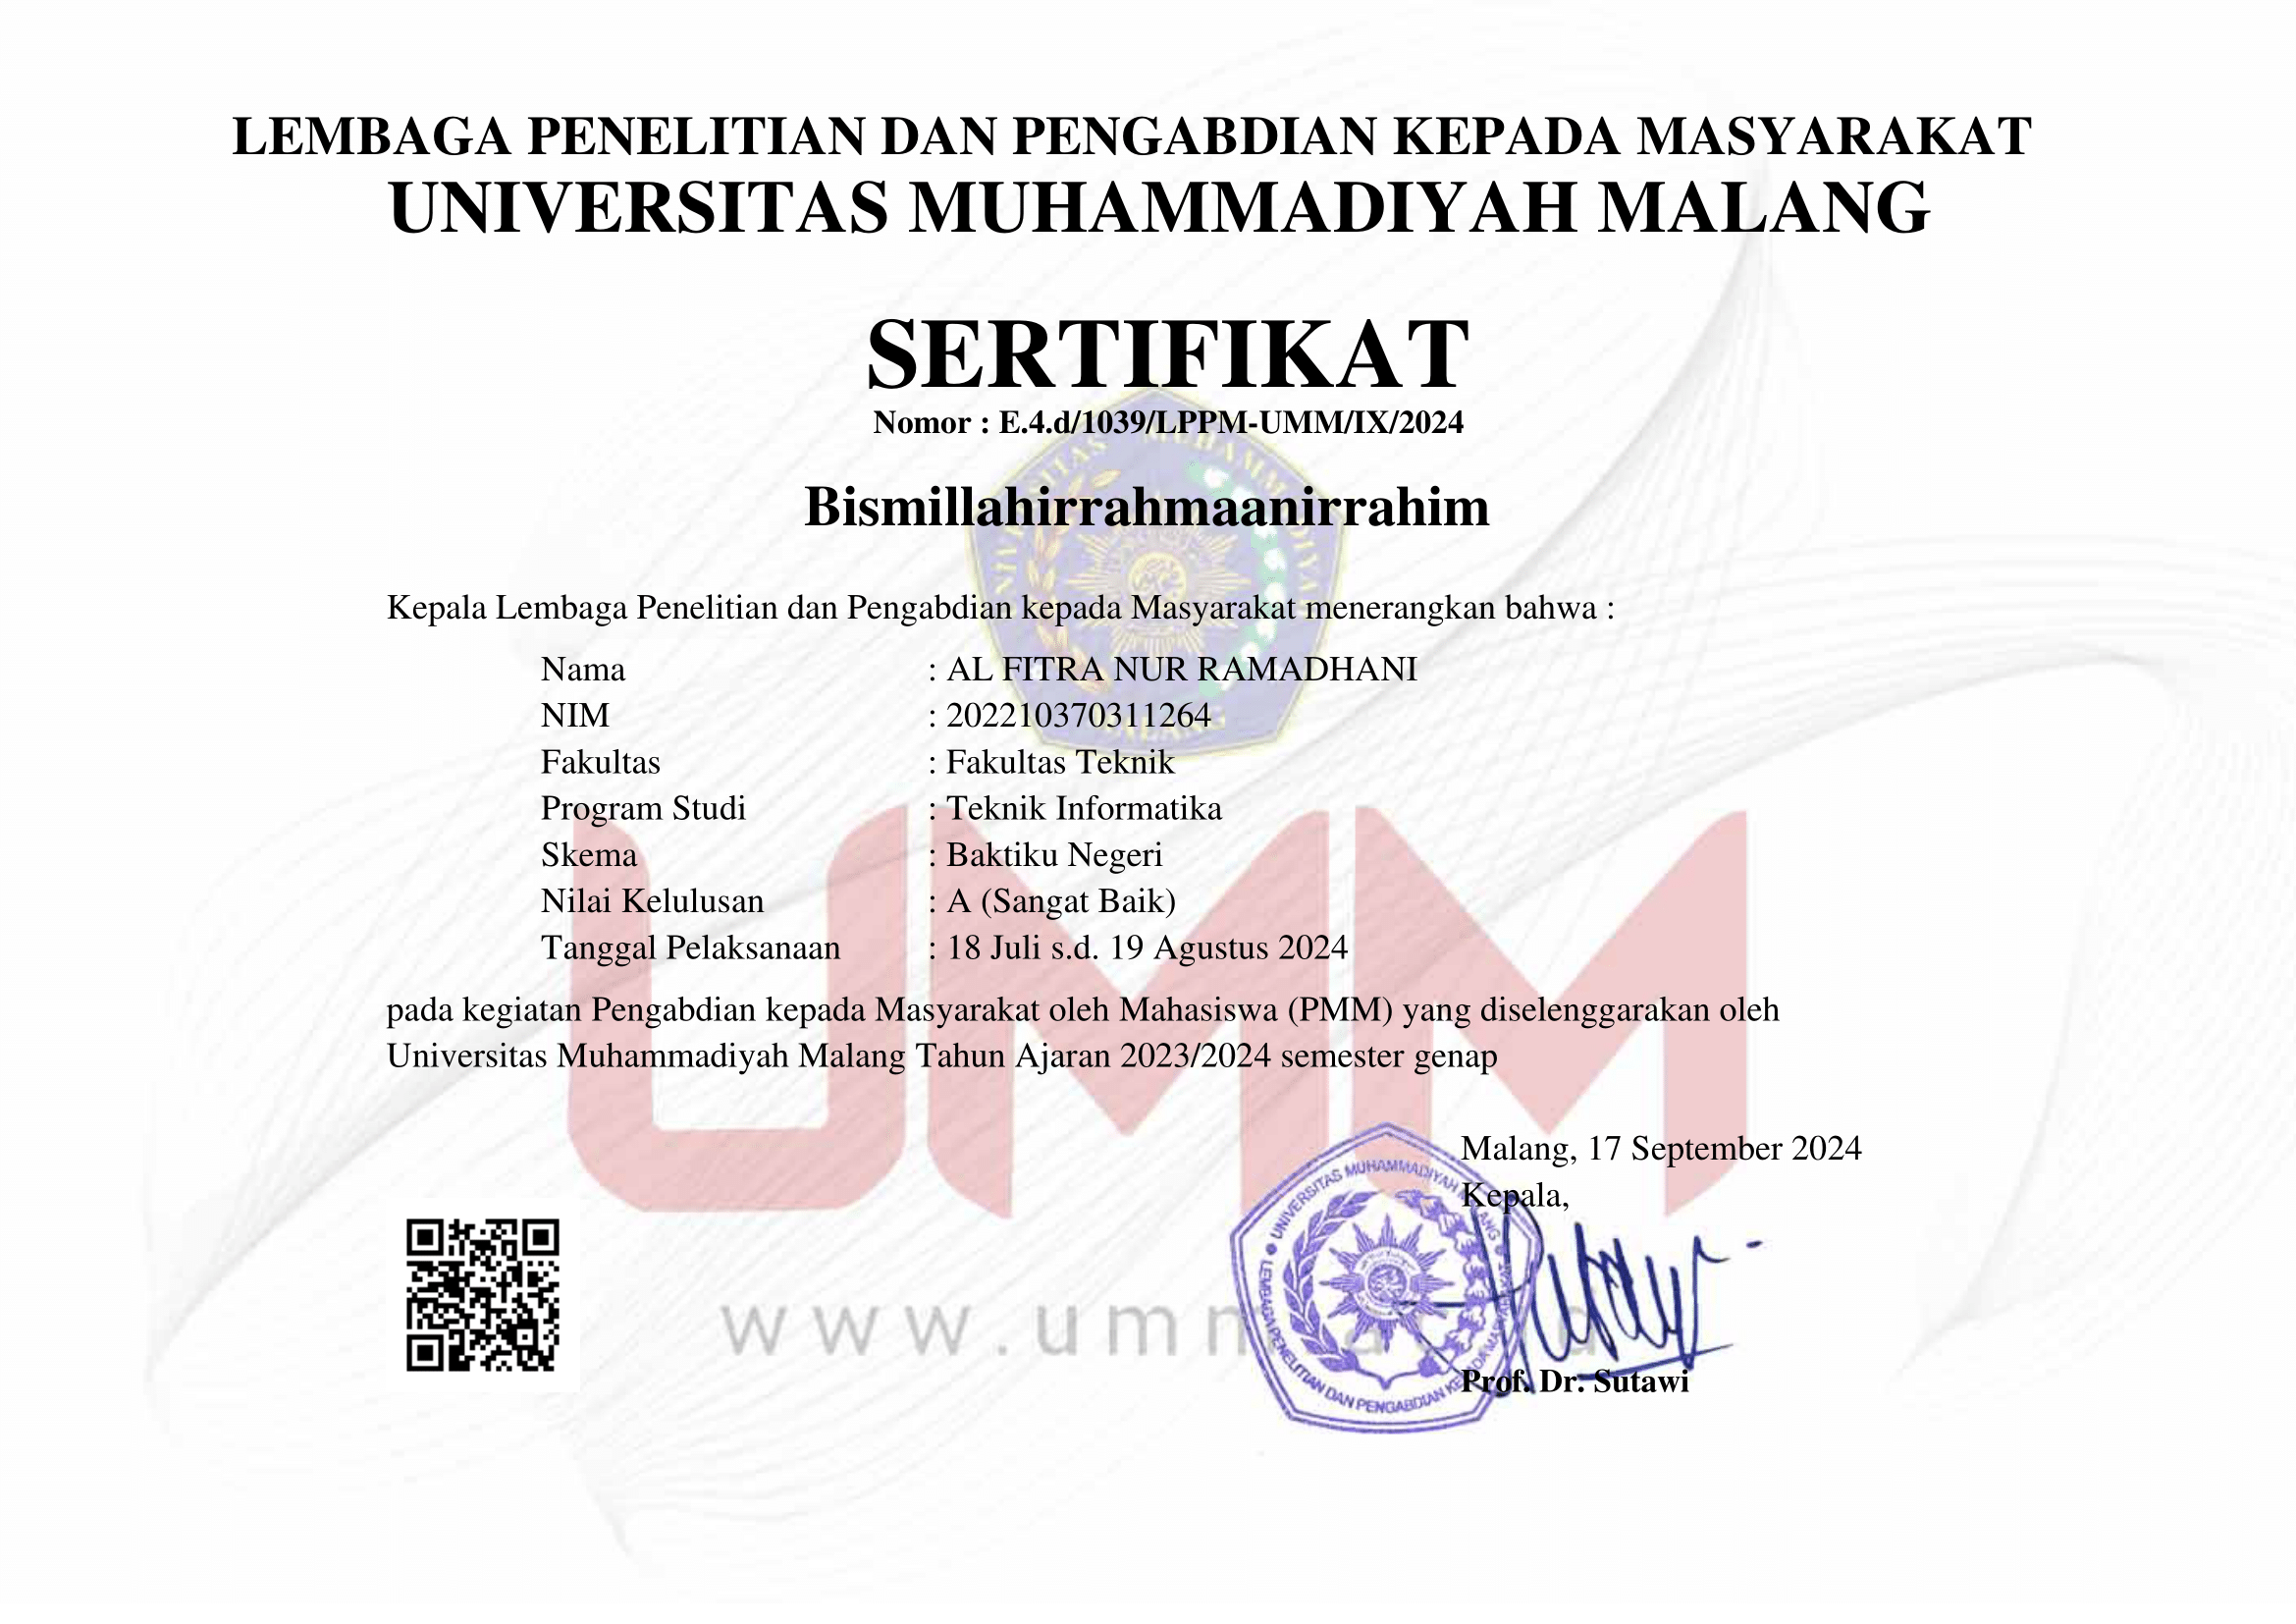 LEMBAGA PENELITIAN DAN PENGABDIAN KEPADA MASYARAKAT
UNIVERSITAS MUHAMMADIYAH MALANG
SERTIFIKAT
Nomor : E.4.d/1039/LPPM-UMM/IX/2024
Bismillahirrahmaanirrahim
Kepala Lembaga Penelitian dan Pengabdian kepada Masyarakat menerangkan bahwa :
Nama : AL FITRA NUR RAMADHANI
NIM : 202210370311264
Fakultas : Fakultas Teknik
Program Studi : Teknik Informatika
Skema : Baktiku Negeri
Nilai Kelulusan : A (Sangat Baik)
Tanggal Pelaksanaan : 18 Juli s.d. 19 Agustus 2024
pada kegiatan Pengabdian kepada Masyarakat oleh Mahasiswa (PMM) yang diselenggarakan oleh
Universitas Muhammadiyah Malang Tahun Ajaran 2023/2024 semester genap
UMM
Malang, 17 September 2024
Kepala,
UNIVERSITAS MUHAMMADIYAH MALANG
LEMBAGA PENELITIAN DAN PENGABDIAN KEPADA MASYARAKAT
Prof. Dr. Sutawi